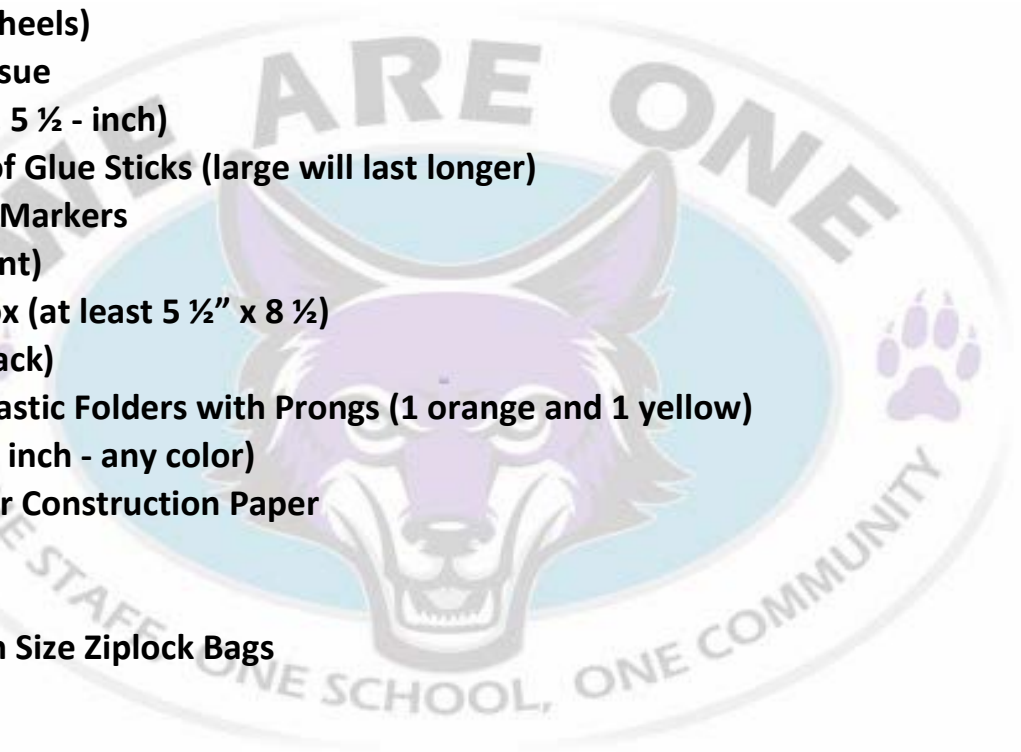 heels)
sue
5 ½ - inch)
of Glue Sticks (large will last longer)
Markers
nt)
ox (at least 5 ½” x 8 ½)
ack)
astic Folders with Prongs (1 orange and 1 yellow)
inch - any color)
r Construction Paper
n Size Ziplock Bags
WE ARE ONE
E STAFF, ONE SCHOOL, ONE COMMUNITY